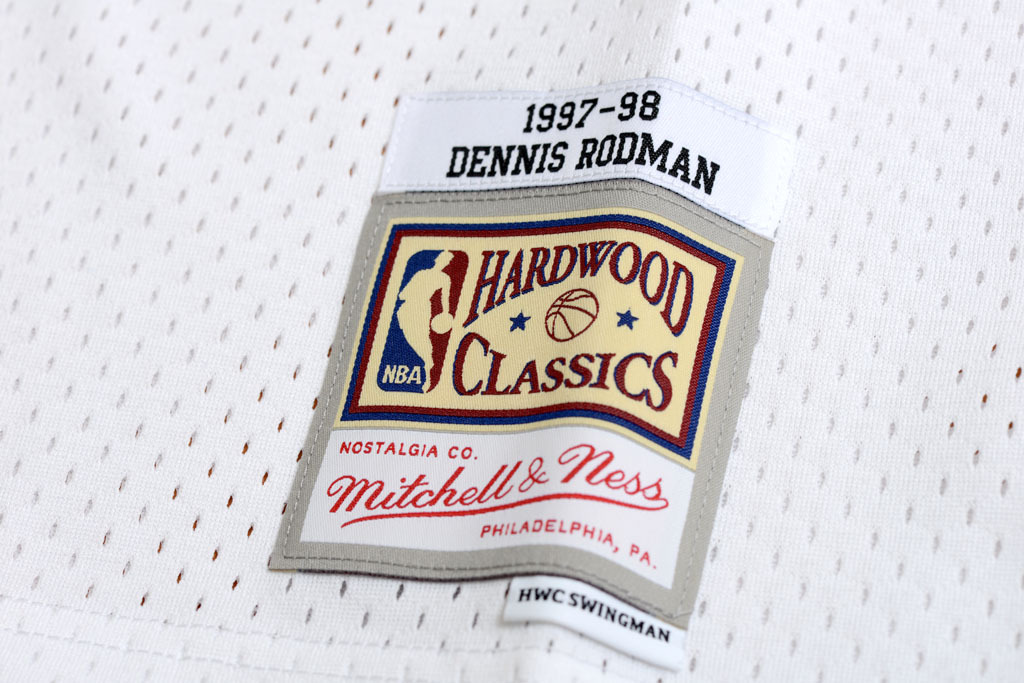 1997-98
DENNIS RODMAN
HARDWOOD
CLASSICS
NBA
NOSTALGIA CO.
Mitchell & Ness
PHILADELPHIA, PA.
HWC SWINGMAN